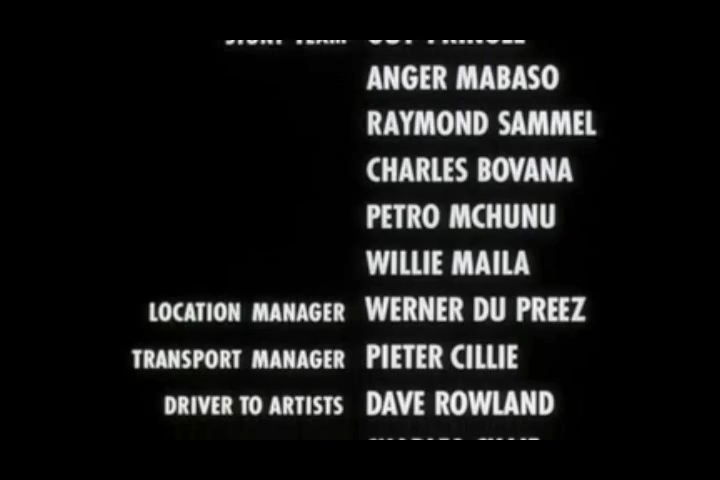 ANGER MABASO
RAYMOND SAMMEL
CHARLES BOVANA
PETRO MCHUNU
WILLIE MAILA
LOCATION MANAGER WERNER DU PREEZ
TRANSPORT MANAGER PIETER CILLIE
DRIVER TO ARTISTS DAVE ROWLAND